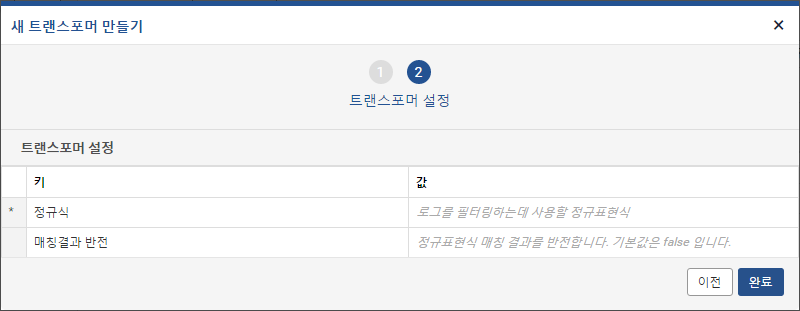 새 트랜스포머 만들기 ×
1 2
트랜스포머 설정
트랜스포머 설정
키 값
* 정규식 로그를 필터링하는데 사용할 정규표현식
매칭결과 반전 정규표현식 매칭 결과를 반전합니다. 기본값은 false 입니다.
이전 완료